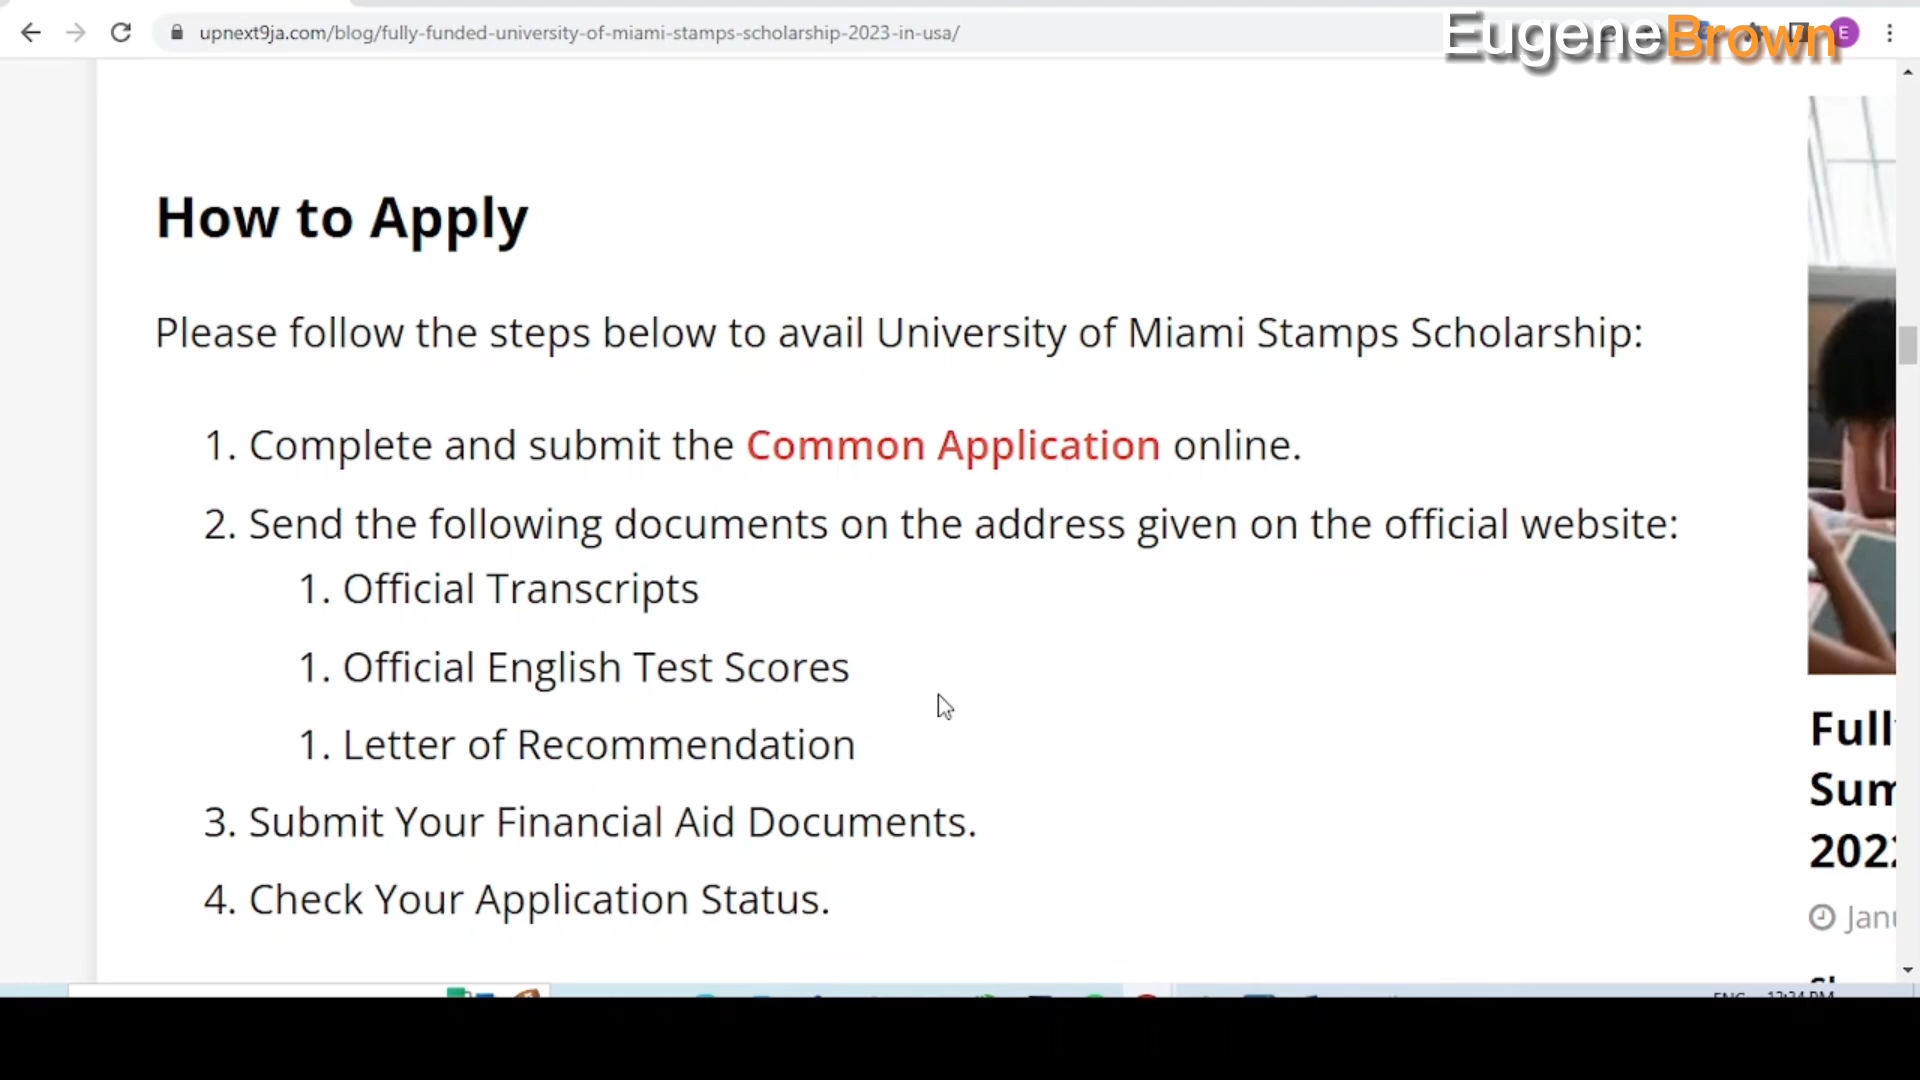 upnext9ja.com/blog/fully-funded-university-of-miami-stamps-scholarship-2023-in-usa/
EugeneBrown
E
How to Apply
Please follow the steps below to avail University of Miami Stamps Scholarship:
1. Complete and submit the Common Application online.
2. Send the following documents on the address given on the official website:
1. Official Transcripts
1. Official English Test Scores
1. Letter of Recommendation
3. Submit Your Financial Aid Documents.
4. Check Your Application Status.